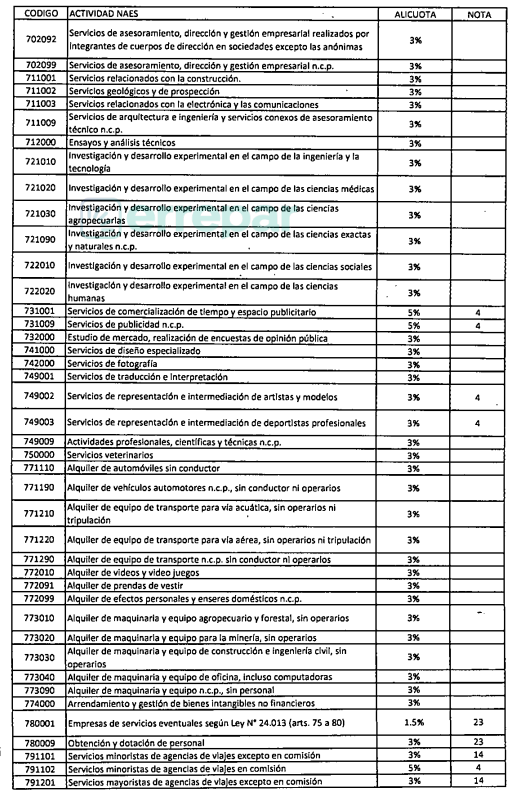 CODIGO ACTIVIDAD NAES ALICUOTA NOTA
702092 Servicios de asesoramiento, dirección y gestión empresarial realizados por
integrantes de cuerpos de dirección en sociedades excepto las anónimas 3%
702099 Servicios de asesoramiento, dirección y gestión empresarial n.c.p. 3%
711001 Servicios relacionados con la construcción. 3%
711002 Servicios geológicos y de prospección 3%
711003 Servicios relacionados con la electrónica y las comunicaciones 3%
711009 Servicios de arquitectura e ingeniería y servicios conexos de asesoramiento
técnico n.c.p. 3%
712000 Ensayos y análisis técnicos 3%
721010 Investigación y desarrollo experimental en el campo de la ingeniería y la
tecnología 3%
721020 Investigación y desarrollo experimental en el campo de las ciencias médicas 3%
721030 Investigación y desarrollo experimental en el campo de las ciencias
agropecuarias 3%
errepar
721090 Investigación y desarrollo experimental en el campo de las ciencias exactas
y naturales n.c.p. 3%
722010 Investigación y desarrollo experimental en el campo de las ciencias sociales 3%
722020 Investigación y desarrollo experimental en el campo de las ciencias
humanas 3%
731001 Servicios de comercialización de tiempo y espacio publicitario 5% 4
731009 Servicios de publicidad n.c.p. 5% 4
732000 Estudio de mercado, realización de encuestas de opinión pública 3%
741000 Servicios de diseño especializado 3%
742000 Servicios de fotografía 3%
749001 Servicios de traducción e interpretación 3%
749002 Servicios de representación e intermediación de artistas y modelos 3% 4
749003 Servicios de representación e intermediación de deportistas profesionales 3% 4
749009 Actividades profesionales, científicas y técnicas n.c.p. 3%
750000 Servicios veterinarios 3%
771110 Alquiler de automóviles sin conductor 3%
771190 Alquiler de vehículos automotores n.c.p., sin conductor ni operarios 3%
771210 Alquiler de equipo de transporte para vía acuática, sin operarios ni
tripulación 3%
771220 Alquiler de equipo de transporte para vía aérea, sin operarios ni tripulación 3%
771290 Alquiler de equipo de transporte n.c.p. sin conductor ni operarios 3%
772010 Alquiler de videos y video juegos 3%
772091 Alquiler de prendas de vestir 3%
772099 Alquiler de efectos personales y enseres domésticos n.c.p. 3%
773010 Alquiler de maquinaria y equipo agropecuario y forestal, sin operarios 3%
773020 Alquiler de maquinaria y equipo para la minería, sin operarios 3%
773030 Alquiler de maquinaria y equipo de construcción e ingeniería civil, sin
operarios 3%
773040 Alquiler de maquinaria y equipo de oficina, incluso computadoras 3%
773090 Alquiler de maquinaria y equipo n.c.p., sin personal 3%
774000 Arrendamiento y gestión de bienes intangibles no financieros 3%
780001 Empresas de servicios eventuales según Ley N° 24.013 (arts. 75 a 80) 1.5% 23
780009 Obtención y dotación de personal 3% 23
791101 Servicios minoristas de agencias de viajes excepto en comisión 3% 14
791102 Servicios minoristas de agencias de viajes en comisión 5% 4
791201 Servicios mayoristas de agencias de viajes excepto en comisión 3% 14